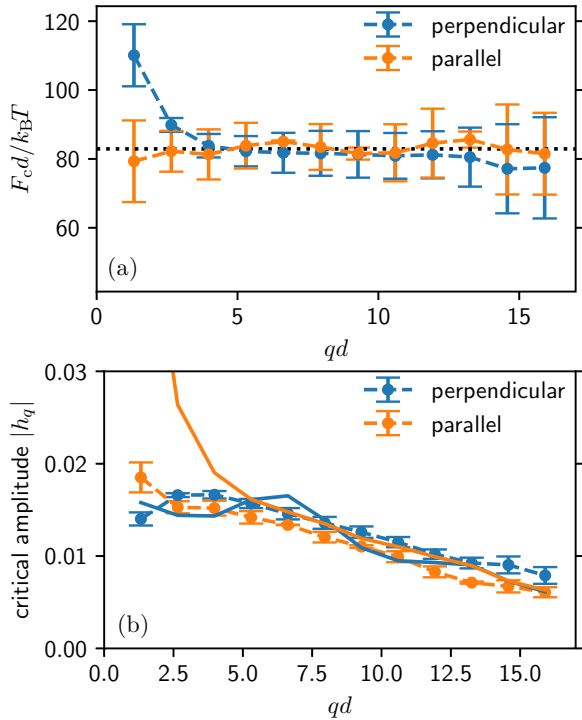 120
100
80
60
F_c d/k_B T
perpendicular
parallel
(a)
0
5
10
15
qd
0.03
0.02
0.01
0.00
critical amplitude |h_q|
perpendicular
parallel
(b)
0.0
2.5
5.0
7.5
10.0
12.5
15.0
qd